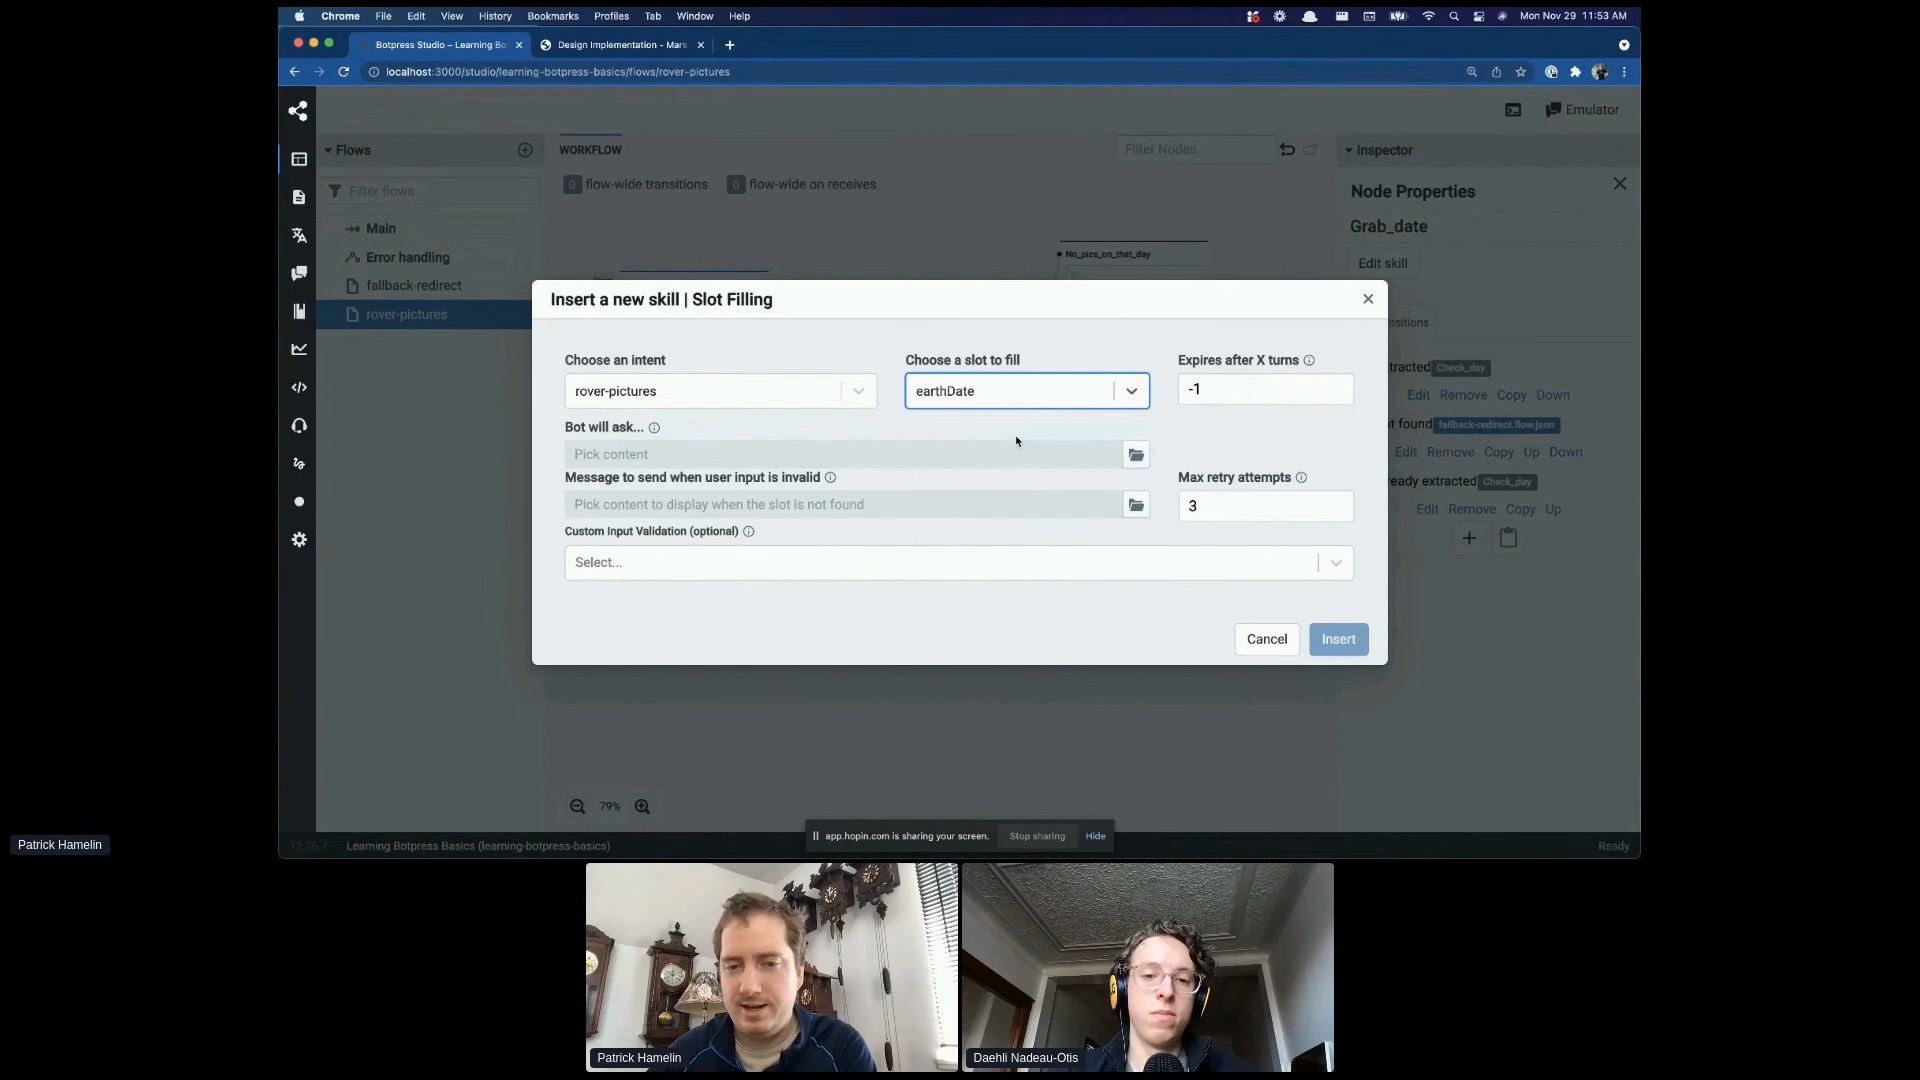 Chrome File Edit View History Bookmarks Profiles Tab Window Help
Mon Nov 29 11:53 AM
Botpress Studio – Learning Bo
Design Implementation - Mars
localhost:3000/studio/learning-botpress-basics/flows/rover-pictures
Emulator
Flows
WORKFLOW
Filter Nodes
Inspector
0 flow-wide transitions
0 flow-wide on receives
Filter flows
Node Properties
Main
Grab_date
Error handling
No_pics_on_that_day
Edit skill
fallback-redirect
rover-pictures
Insert a new skill | Slot Filling
nsitions
Choose an intent
Choose a slot to fill
Expires after X turns
tracted Check_day
rover-pictures
earthDate
-1
Edit Remove Copy Down
Bot will ask...
t found fallback-redirect.flow.json
Pick content
Edit Remove Copy Up Down
Message to send when user input is invalid
Max retry attempts
eady extracted Check_day
Pick content to display when the slot is not found
3
Edit Remove Copy Up
Custom Input Validation (optional)
Select...
Cancel
Insert
79%
app.hopin.com is sharing your screen.
Stop sharing
Hide
12.26.7
Learning Botpress Basics (learning-botpress-basics)
Ready
Patrick Hamelin
Patrick Hamelin
Daehli Nadeau-Otis